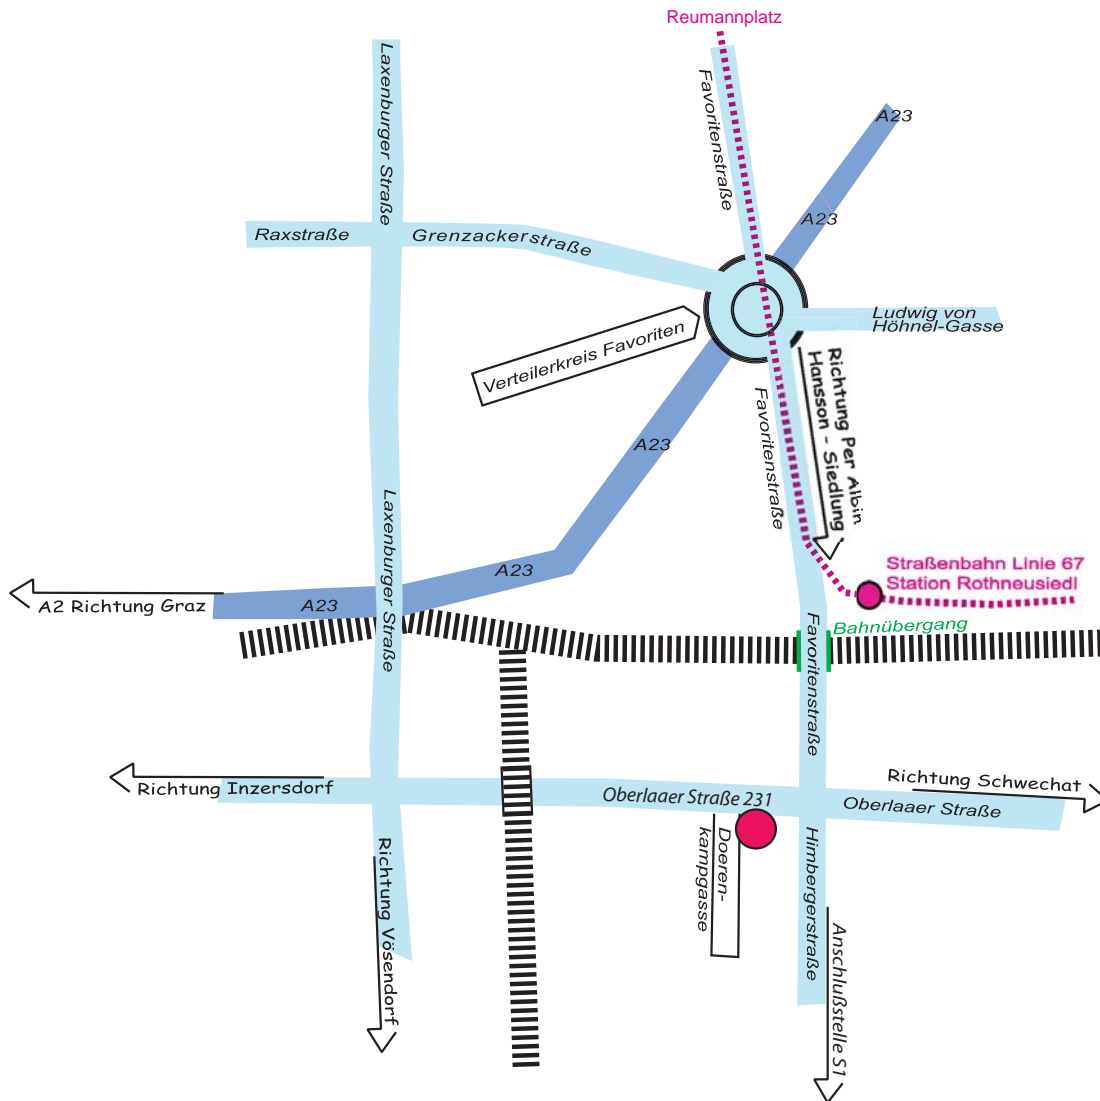 Reumannplatz
Laxenburger Straße
Favoritenstraße
A23
A23
Raxstraße
Grenzackerstraße
Ludwig von
Höhnel-Gasse
Verteilerkreis Favoriten
Richtung Per Albin
Hansson - Siedlung
Favoritenstraße
A23
Laxenburger Straße
Straßenbahn Linie 67
Station Rothneusiedl
A23
A2 Richtung Graz
A23
Bahnübergang
Favoritenstraße
Richtung Inzersdorf
Richtung Schwechat
Oberlaaer Straße 231
Oberlaaer Straße
Doeren-
kampgasse
Himbergerstraße
Richtung Vösendorf
Anschlußstelle S1